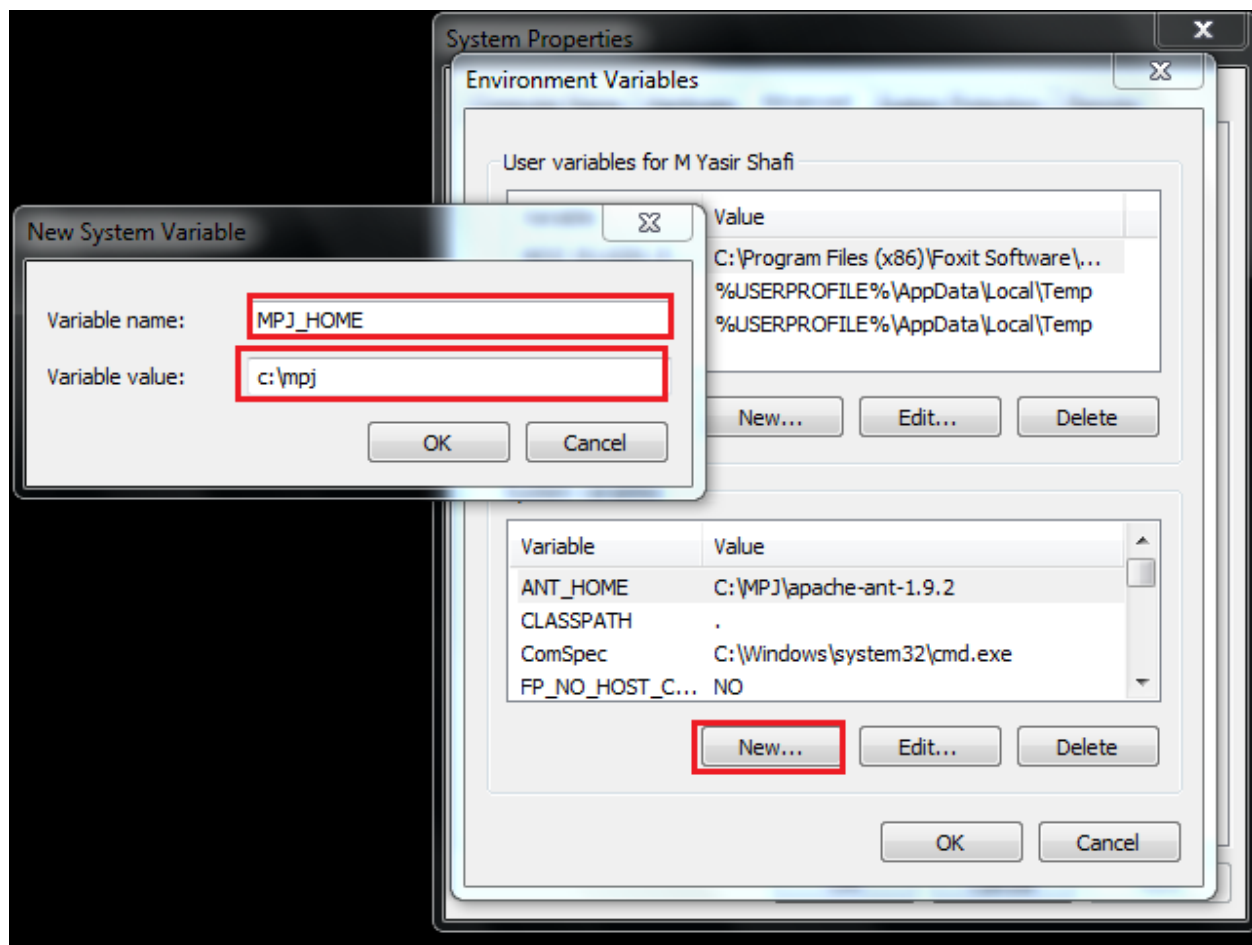 System Properties
Environment Variables
User variables for M Yasir Shafi
Value
C:\Program Files (x86)\Foxit Software\...
%USERPROFILE%\AppData\Local\Temp
%USERPROFILE%\AppData\Local\Temp
New... Edit... Delete
New System Variable
Variable name: MPJ_HOME
Variable value: c:\mpj
OK Cancel
Variable Value
ANT_HOME C:\MPJ\apache-ant-1.9.2
CLASSPATH .
ComSpec C:\Windows\system32\cmd.exe
FP_NO_HOST_C... NO
New... Edit... Delete
OK Cancel